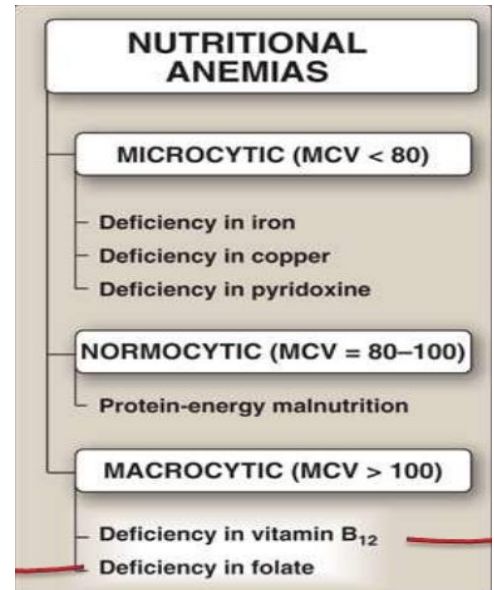 NUTRITIONAL
ANEMIAS
MICROCYTIC (MCV < 80)
Deficiency in iron
Deficiency in copper
Deficiency in pyridoxine
NORMOCYTIC (MCV = 80–100)
Protein-energy malnutrition
MACROCYTIC (MCV > 100)
Deficiency in vitamin B₁₂
Deficiency in folate